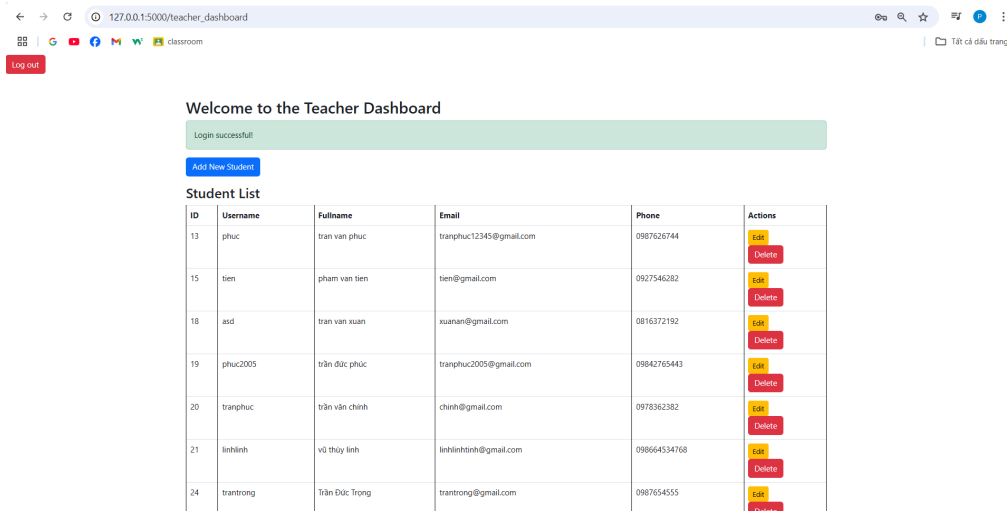 127.0.0.1:5000/teacher_dashboard
P
classroom
Tất cả dấu trang
Log out
Welcome to the Teacher Dashboard
Login successful!
Add New Student
Student List
ID Username Fullname Email Phone Actions
13 phuc tran van phuc tranphuc12345@gmail.com 0987626744 Edit
Delete
15 tien pham van tien tien@gmail.com 0927546282 Edit
Delete
18 asd tran van xuan xuanan@gmail.com 0816372192 Edit
Delete
19 phuc2005 trần đức phúc tranphuc2005@gmail.com 09842765443 Edit
Delete
20 tranphuc trần văn chính chinh@gmail.com 0978362382 Edit
Delete
21 linhlinh vũ thùy linh linhlinhtinh@gmail.com 098664534768 Edit
Delete
24 trantrong Trần Đức Trọng trantrong@gmail.com 0987654555 Edit
Delete